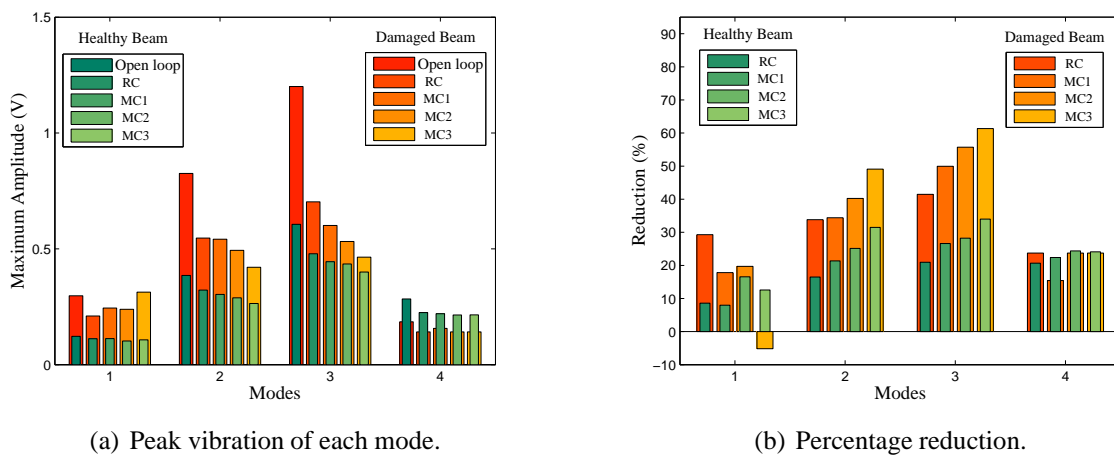 1.5
1
0.5
0
Maximum Amplitude (V)
1 2 3 4
Modes
Healthy Beam
Open loop
RC
MC1
MC2
MC3
Damaged Beam
Open loop
RC
MC1
MC2
MC3
(a) Peak vibration of each mode.
90
80
70
60
50
40
30
20
10
0
−10
Reduction (%)
1 2 3 4
Modes
Healthy Beam
RC
MC1
MC2
MC3
Damaged Beam
RC
MC1
MC2
MC3
(b) Percentage reduction.